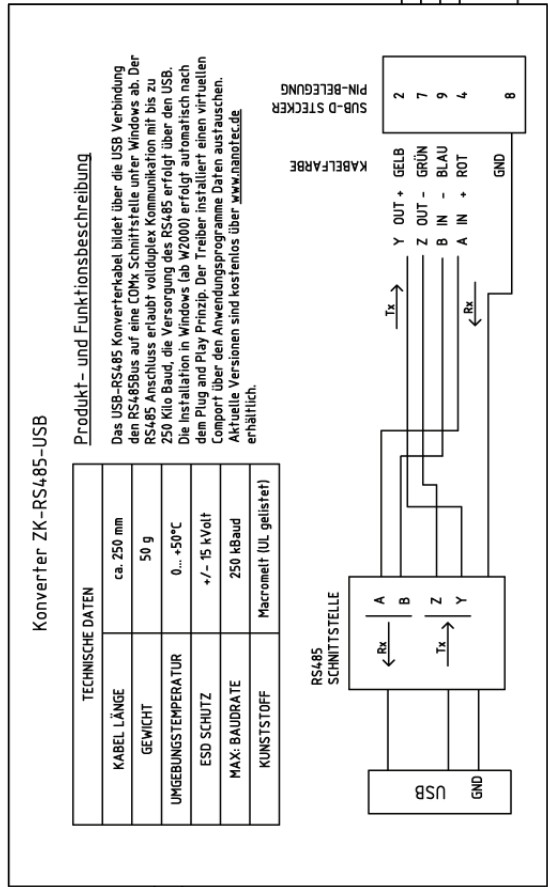 Konverter ZK-RS485-USB
TECHNISCHE DATEN
KABEL LÄNGE ca. 250 mm
GEWICHT 50 g
UMGEBUNGSTEMPERATUR 0... +50°C
ESD SCHUTZ +/- 15 kVolt
MAX: BAUDRATE 250 kBaud
KUNSTSTOFF Macromelt (UL gelistet)
Produkt- und Funktionsbeschreibung
Das USB-RS485 Konverterkabel bildet über die USB Verbindung
den RS485Bus auf eine COMx Schnittstelle unter Windows ab. Der
RS485 Anschluss erlaubt vollduplex Kommunikation mit bis zu
250 Kilo Baud, die Versorgung des RS485 erfolgt über den USB.
Die Installation in Windows (ab W2000) erfolgt automatisch nach
dem Plug and Play Prinzip. Der Treiber installiert einen virtuellen
Comport über den Anwendungsprogramme Daten austauschen.
Aktuelle Versionen sind kostenlos über www.nanotec.de
erhältlich.
USB
GND
RS485
SCHNITTSTELLE
Rx
A
B
Tx
Z
Y
Tx
Rx
KABELFARBE
SUB-D STECKER
PIN-BELEGUNG
Y OUT + GELB 2
Z OUT - GRÜN 7
B IN - BLAU 9
A IN + ROT 4
GND 8